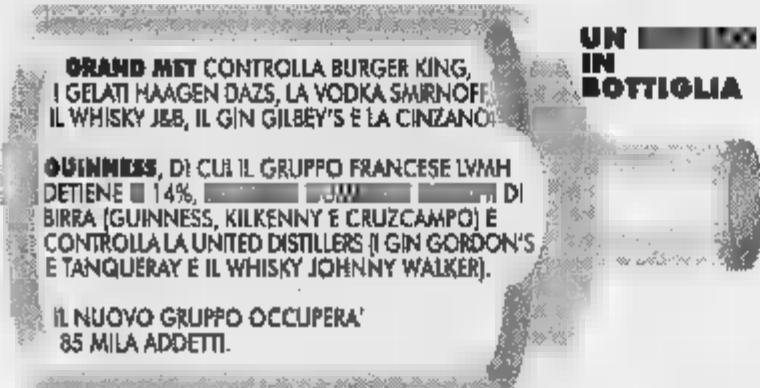 GRAND MET CONTROLLA BURGER KING,
I GELATI HAAGEN DAZS, LA VODKA SMIRNOFF,
IL WHISKY J&B, IL GIN GILBEY'S E LA CINZANO.
GUINNESS, DI CUI IL GRUPPO FRANCESE LVMH
DETIENE 14%, DI
BIRRA (GUINNESS, KILKENNY E CRUZCAMPO) E
CONTROLLA LA UNITED DISTILLERS (I GIN GORDON'S
E TANQUERAY E IL WHISKY JOHNNY WALKER).
IL NUOVO GRUPPO OCCUPERA'
85 MILA ADDETTI.
UN
IN
BOTTIGLIA